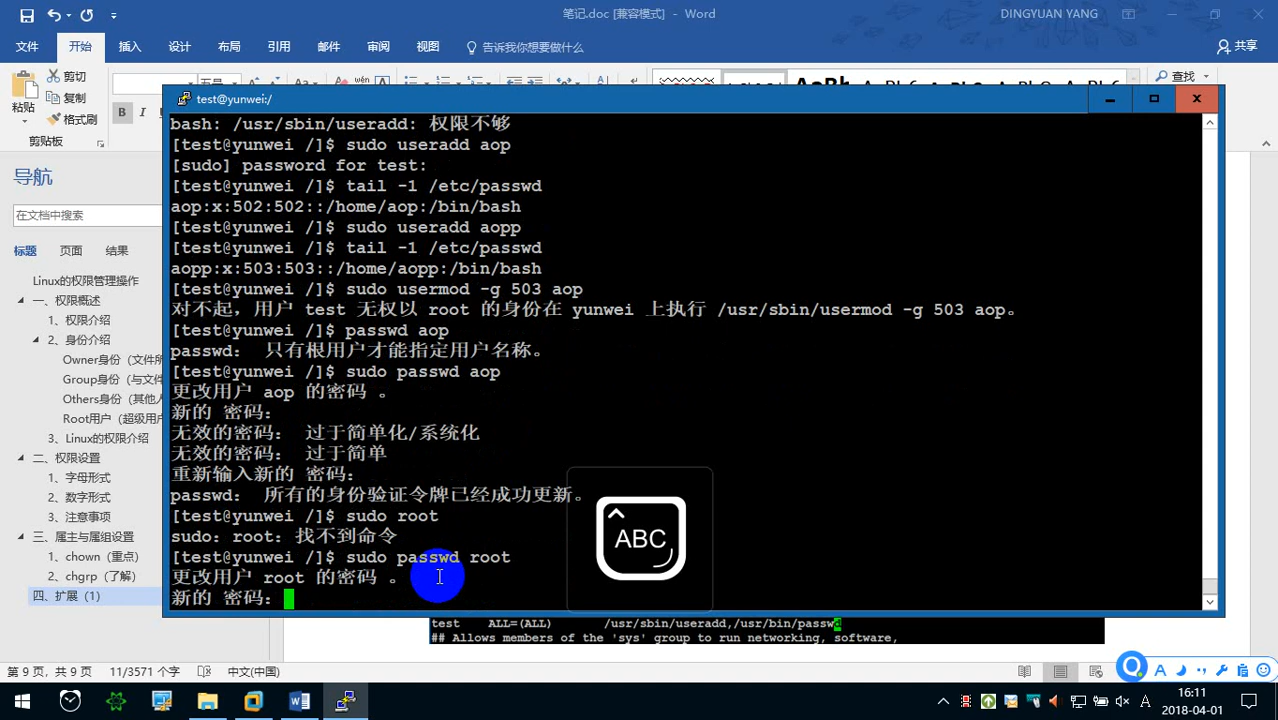 笔记.doc [兼容模式] - Word
DINGYUAN YANG
文件 开始 插入 设计 布局 引用 邮件 审阅 视图 告诉我你想要做什么 共享
粘贴
剪切
复制
格式刷
剪贴板
B I
查找
test@yunwei:/
bash: /usr/sbin/useradd: 权限不够
[test@yunwei /]$ sudo useradd aop
[sudo] password for test:
[test@yunwei /]$ tail -1 /etc/passwd
aop:x:502:502::/home/aop:/bin/bash
[test@yunwei /]$ sudo useradd aopp
[test@yunwei /]$ tail -1 /etc/passwd
aopp:x:503:503::/home/aopp:/bin/bash
[test@yunwei /]$ sudo usermod -g 503 aop
对不起，用户 test 无权以 root 的身份在 yunwei 上执行 /usr/sbin/usermod -g 503 aop。
[test@yunwei /]$ passwd aop
passwd： 只有根用户才能指定用户名称。
[test@yunwei /]$ sudo passwd aop
更改用户 aop 的密码 。
新的 密码：
无效的密码： 过于简单化/系统化
无效的密码： 过于简单
重新输入新的 密码：
passwd： 所有的身份验证令牌已经成功更新。
[test@yunwei /]$ sudo root
sudo: root: 找不到命令
[test@yunwei /]$ sudo passwd root
更改用户 root 的密码 。
新的 密码：
ABC
导航
在文档中搜索
标题 页面 结果
Linux的权限管理操作
一、权限概述
1、权限介绍
2、身份介绍
Owner身份（文件所
Group身份（与文件
Others身份（其他人
Root用户（超级用户
3、Linux的权限介绍
二、权限设置
1、字母形式
2、数字形式
3、注意事项
三、属主与属组设置
1、chown（重点）
2、chgrp（了解）
四、扩展（1）
test ALL=(ALL) /usr/sbin/useradd,/usr/bin/passwd
## Allows members of the 'sys' group to run networking, software,
第 9 页，共 9 页 11/3571 个字 中文(中国)
16:11
2018-04-01